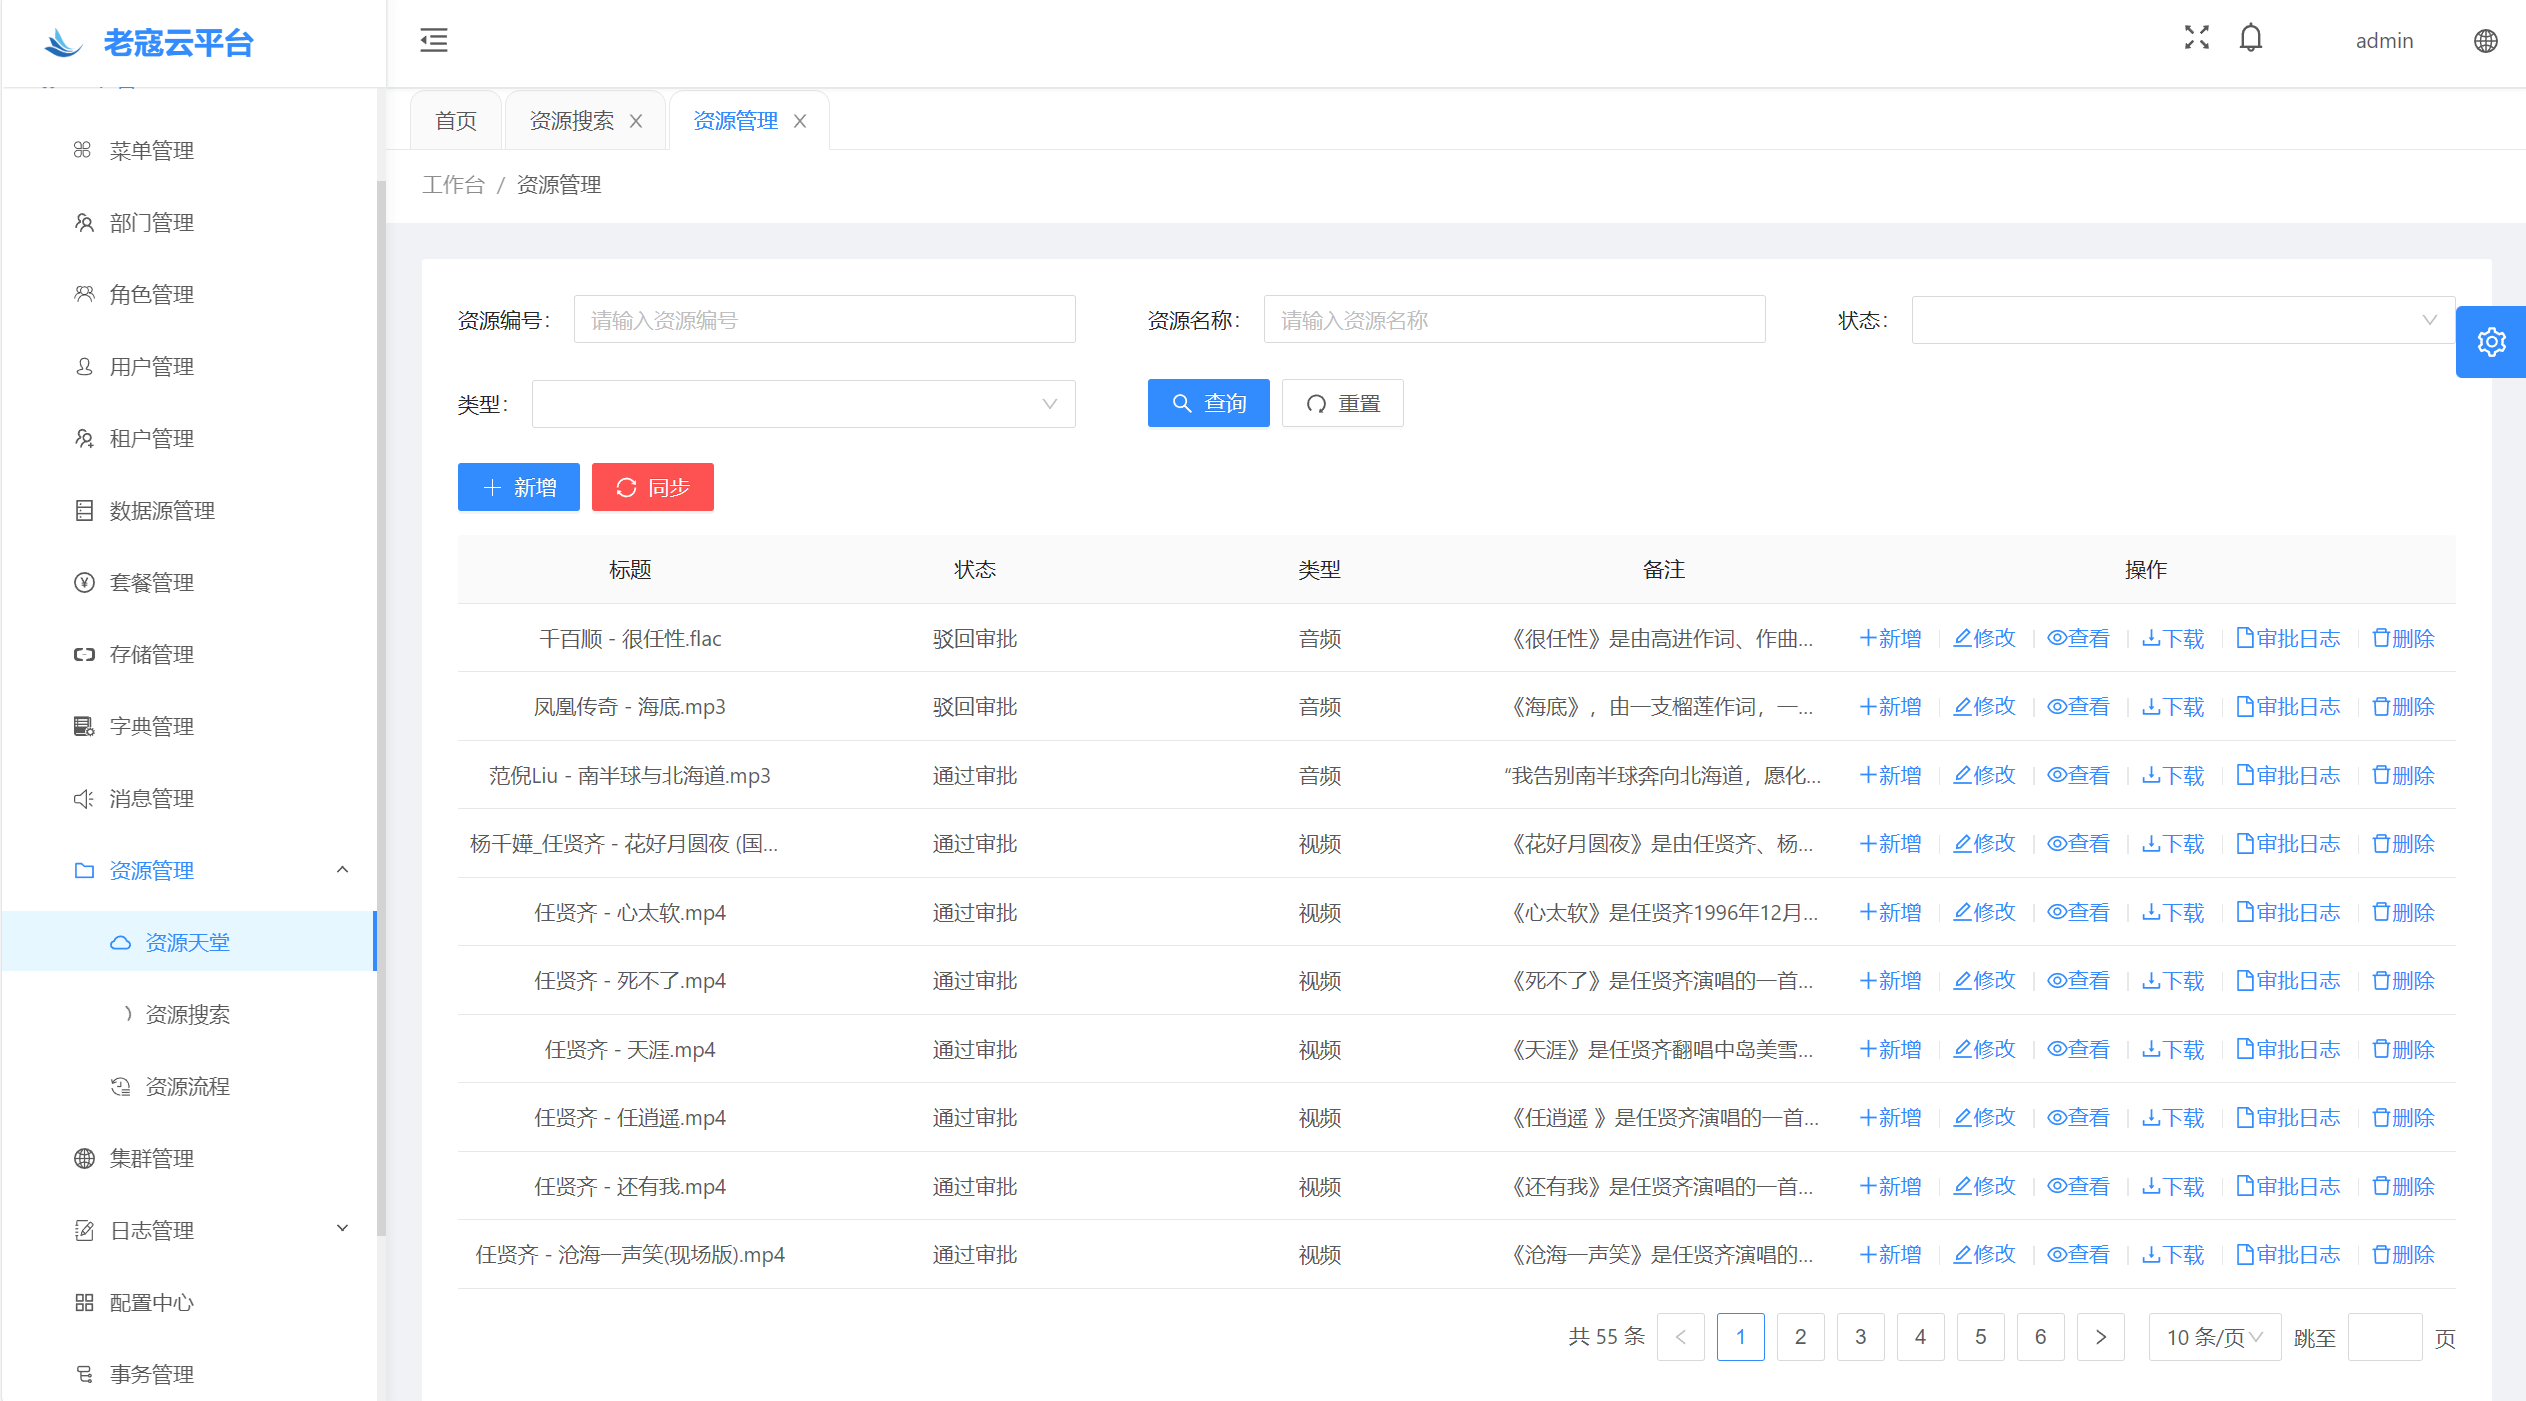 老寇云平台
admin
首页 资源搜索 资源管理
工作台 / 资源管理
菜单管理
部门管理
角色管理
用户管理
租户管理
数据源管理
套餐管理
存储管理
字典管理
消息管理
资源管理
资源天堂
资源搜索
资源流程
集群管理
日志管理
配置中心
事务管理
资源编号: 请输入资源编号 资源名称: 请输入资源名称 状态:
类型: 查询 重置
新增 同步
标题 状态 类型 备注 操作
千百顺 - 很任性.flac 驳回审批 音频 《很任性》是由高进作词、作曲... 新增 修改 查看 下载 审批日志 删除
凤凰传奇 - 海底.mp3 驳回审批 音频 《海底》，由一支榴莲作词，一... 新增 修改 查看 下载 审批日志 删除
范倪Liu - 南半球与北海道.mp3 通过审批 音频 “我告别南半球奔向北海道，愿化... 新增 修改 查看 下载 审批日志 删除
杨千嬅_任贤齐 - 花好月圆夜 (国... 通过审批 视频 《花好月圆夜》是由任贤齐、杨... 新增 修改 查看 下载 审批日志 删除
任贤齐 - 心太软.mp4 通过审批 视频 《心太软》是任贤齐1996年12月... 新增 修改 查看 下载 审批日志 删除
任贤齐 - 死不了.mp4 通过审批 视频 《死不了》是任贤齐演唱的一首... 新增 修改 查看 下载 审批日志 删除
任贤齐 - 天涯.mp4 通过审批 视频 《天涯》是任贤齐翻唱中岛美雪... 新增 修改 查看 下载 审批日志 删除
任贤齐 - 任逍遥.mp4 通过审批 视频 《任逍遥 》是任贤齐演唱的一首... 新增 修改 查看 下载 审批日志 删除
任贤齐 - 还有我.mp4 通过审批 视频 《还有我》是任贤齐演唱的一首... 新增 修改 查看 下载 审批日志 删除
任贤齐 - 沧海一声笑(现场版).mp4 通过审批 视频 《沧海一声笑》是任贤齐演唱的... 新增 修改 查看 下载 审批日志 删除
共 55 条 < 1 2 3 4 5 6 > 10 条/页 跳至 页